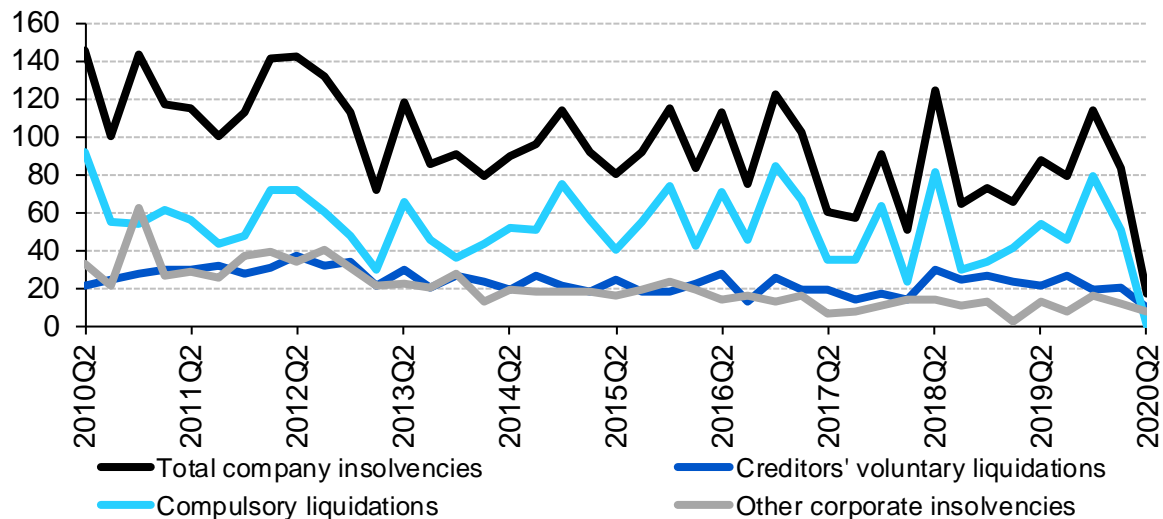 160
140
120
100
80
60
40
20
0
2010Q2
2011Q2
2012Q2
2013Q2
2014Q2
2015Q2
2016Q2
2017Q2
2018Q2
2019Q2
2020Q2
Total company insolvencies
Creditors' voluntary liquidations
Compulsory liquidations
Other corporate insolvencies